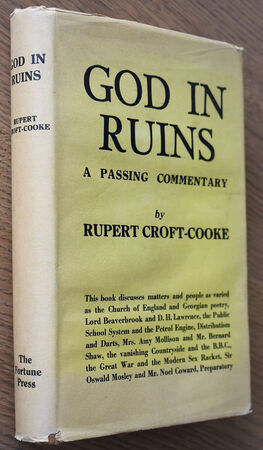 GOD IN
RUINS
RUPERT
CROFT-COOKE
The
Fortune
Press
GOD IN
RUINS
A PASSING COMMENTARY
by
RUPERT CROFT-COOKE
This book discusses matters and people as varied
as the Church of England and Georgian poetry,
Lord Beaverbrook and D. H. Lawrence, the Public
School System and the Petrol Engine, Distributism
and Darts, Mrs. Amy Mollison and Mr. Bernard
Shaw, the vanishing Countryside and the B.B.C.,
the Great War and the Modern Sex Racket, Sir
Oswald Mosley and Mr. Noel Coward, Preparatory